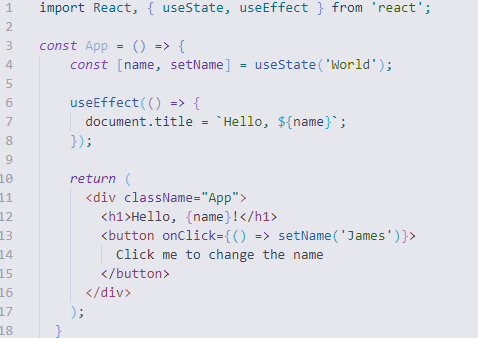 1 import React, { useState, useEffect } from 'react';
2
3 const App = () => {
4     const [name, setName] = useState('World');
5
6     useEffect(() => {
7       document.title = `Hello, ${name}`;
8     });
9
10     return (
11       <div className="App">
12         <h1>Hello, {name}!</h1>
13         <button onClick={() => setName('James')}>
14           Click me to change the name
15         </button>
16       </div>
17     );
18   }